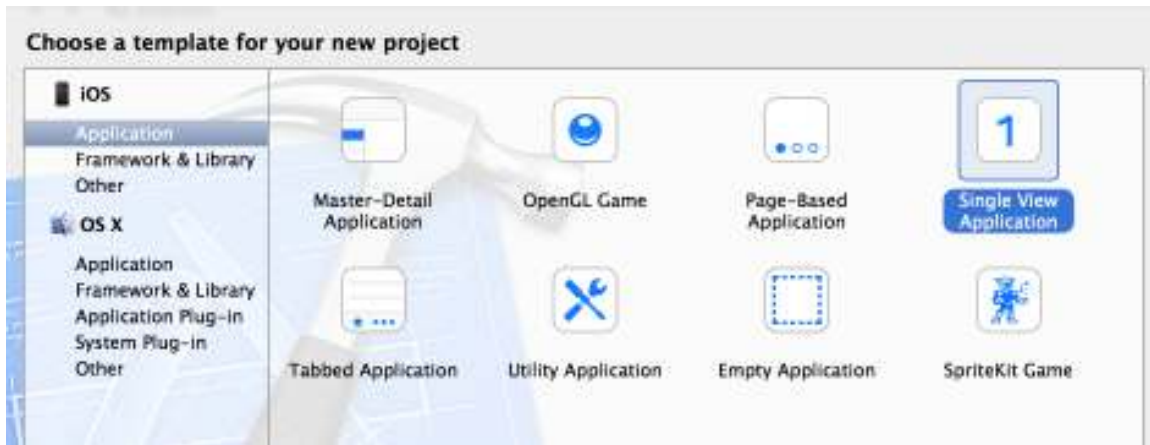 Choose a template for your new project
iOS
Application
Framework & Library
Other
OS X
Application
Framework & Library
Application Plug-in
System Plug-in
Other
Master-Detail
Application
OpenGL Game
Page-Based
Application
1
Single View
Application
Tabbed Application
Utility Application
Empty Application
SpriteKit Game